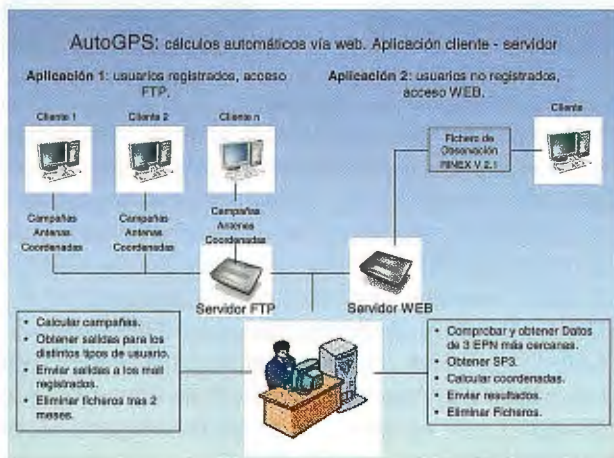 AutoGPS: cálculos automáticos vía web. Aplicación cliente - servidor
Aplicación 1: usuarios registrados, acceso
FTP.
Aplicación 2: usuarios no registrados,
acceso WEB.
Cliente 1
Cliente 2
Cliente n
Cliente
Fichero de
Observación
RINEX V 2.1
Campañas
Antenas
Coordenadas
Campañas
Antenas
Coordenadas
Campañas
Antenas
Coordenadas
Servidor FTP
Servidor WEB
• Calcular campañas.
• Obtener salidas para los
distintos tipos de usuario.
• Enviar salidas a los mail
registrados.
• Eliminar ficheros tras 2
meses.
• Comprobar y obtener Datos
de 3 EPN más cercanas.
• Obtener SP3.
• Calcular coordenadas.
• Enviar resultados.
• Eliminar Ficheros.